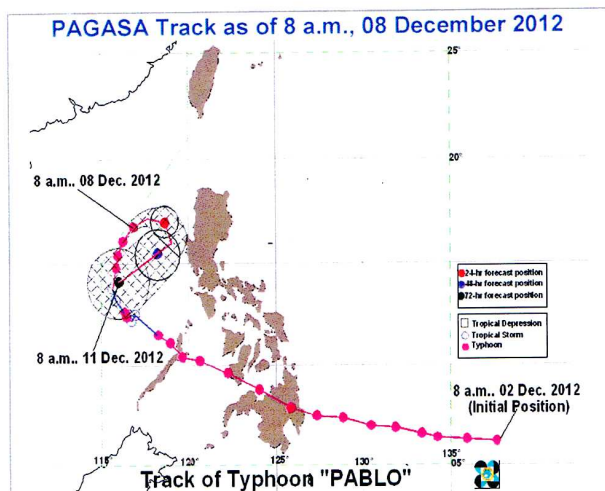 PAGASA Track as of 8 a.m., 08 December 2012
25
20
8 a.m.. 08 Dec. 2012
24-hr forecast position
48-hr forecast position
72-hr forecast position
Tropical Depression
Tropical Storm
Typhoon
8 a.m.. 11 Dec. 2012
8 a.m.. 02 Dec. 2012
(Initial Position)
115 120 125 130 135 05
Track of Typhoon "PABLO"